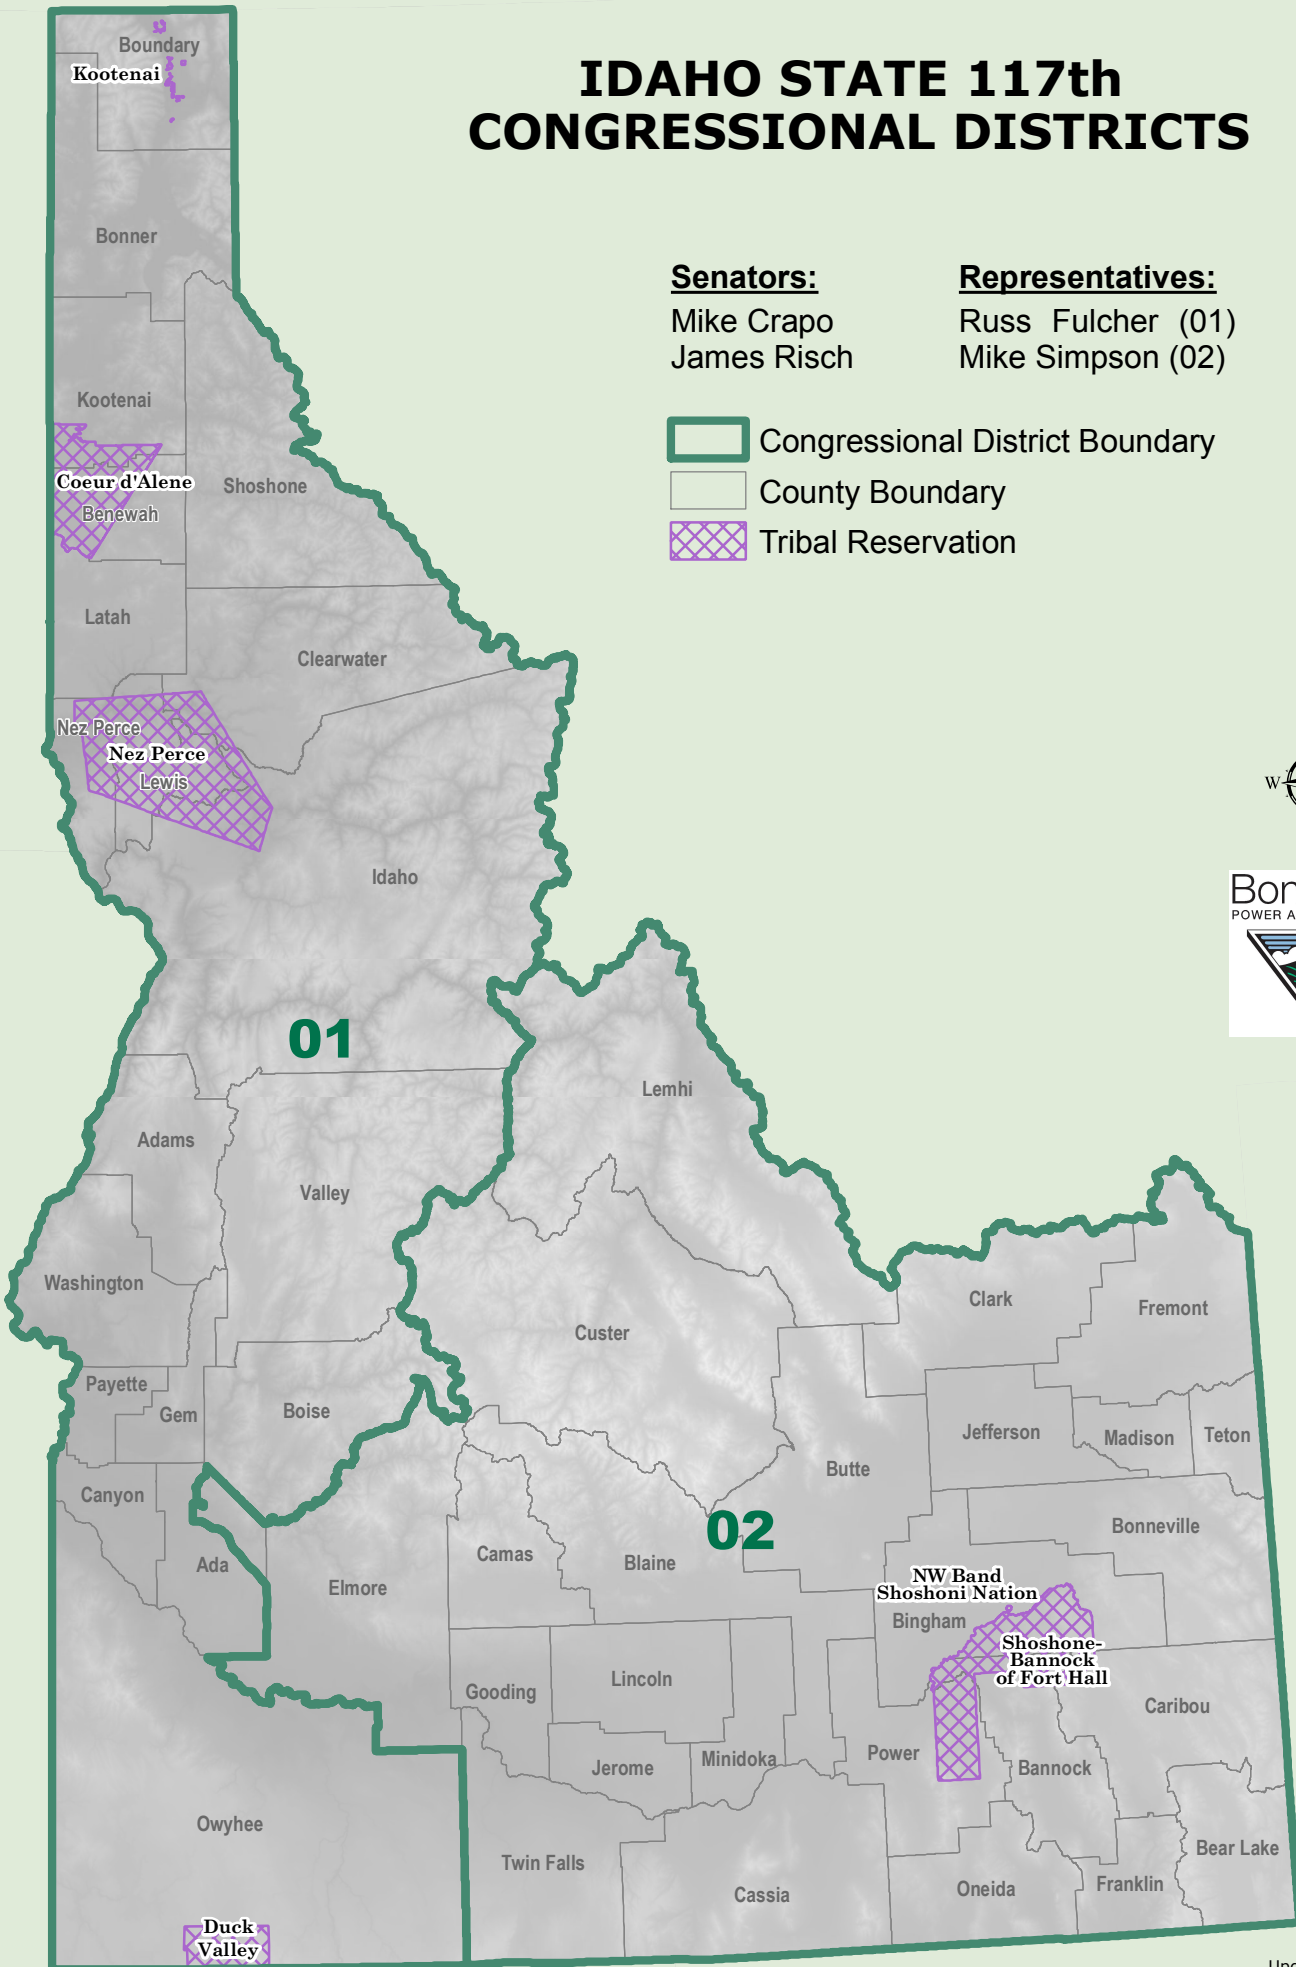 IDAHO STATE 117th
CONGRESSIONAL DISTRICTS
Senators:
Mike Crapo
James Risch
Representatives:
Russ Fulcher (01)
Mike Simpson (02)
Congressional District Boundary
County Boundary
Tribal Reservation
Boundary
Kootenai
Bonner
Kootenai
Coeur d'Alene
Shoshone
Benewah
Latah
Clearwater
Nez Perce
Nez Perce
Lewis
W
Idaho
POWER A
01
Lemhi
Adams
Valley
Washington
Clark
Fremont
Custer
Payette
Gem
Boise
Jefferson
Madison
Teton
Butte
Canyon
02
Bonneville
Ada
Camas
Blaine
Elmore
NW Band
Shoshoni Nation
Bingham
Shoshone-
Bannock
of Fort Hall
Lincoln
Gooding
Caribou
Power
Minidoka
Jerome
Bannock
Owyhee
Bear Lake
Twin Falls
Franklin
Oneida
Cassia
Duck
Valley